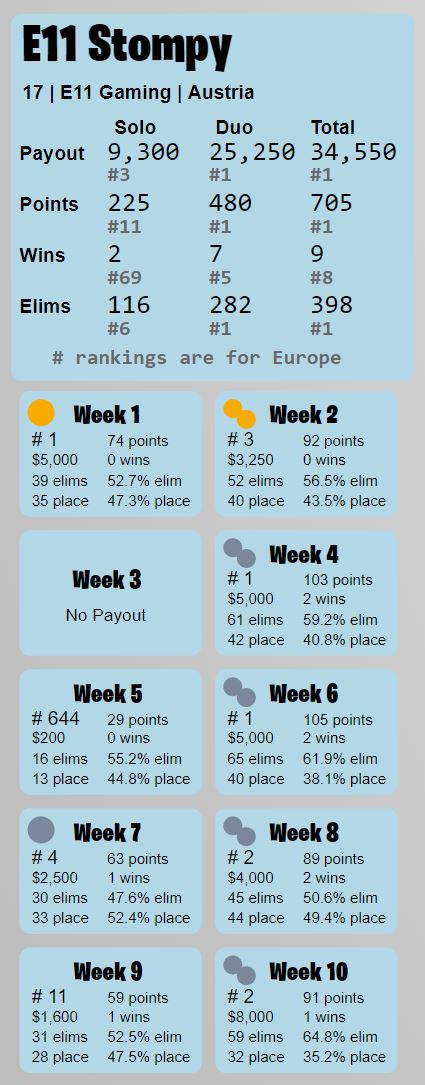 E11 Stompy
17 | E11 Gaming | Austria
Solo Duo Total
Payout 9,300 25,250 34,550
#3 #1 #1
Points 225 480 705
#11 #1 #1
Wins 2 7 9
#69 #5 #8
Elims 116 282 398
#6 #1 #1
# rankings are for Europe
Week 1
# 1 74 points
$5,000 0 wins
39 elims 52.7% elim
35 place 47.3% place
Week 2
# 3 92 points
$3,250 0 wins
52 elims 56.5% elim
40 place 43.5% place
Week 3
No Payout
Week 4
# 1 103 points
$5,000 2 wins
61 elims 59.2% elim
42 place 40.8% place
Week 5
# 644 29 points
$200 0 wins
16 elims 55.2% elim
13 place 44.8% place
Week 6
# 1 105 points
$5,000 2 wins
65 elims 61.9% elim
40 place 38.1% place
Week 7
# 4 63 points
$2,500 1 wins
30 elims 47.6% elim
33 place 52.4% place
Week 8
# 2 89 points
$4,000 2 wins
45 elims 50.6% elim
44 place 49.4% place
Week 9
# 11 59 points
$1,600 1 wins
31 elims 52.5% elim
28 place 47.5% place
Week 10
# 2 91 points
$8,000 1 wins
59 elims 64.8% elim
32 place 35.2% place